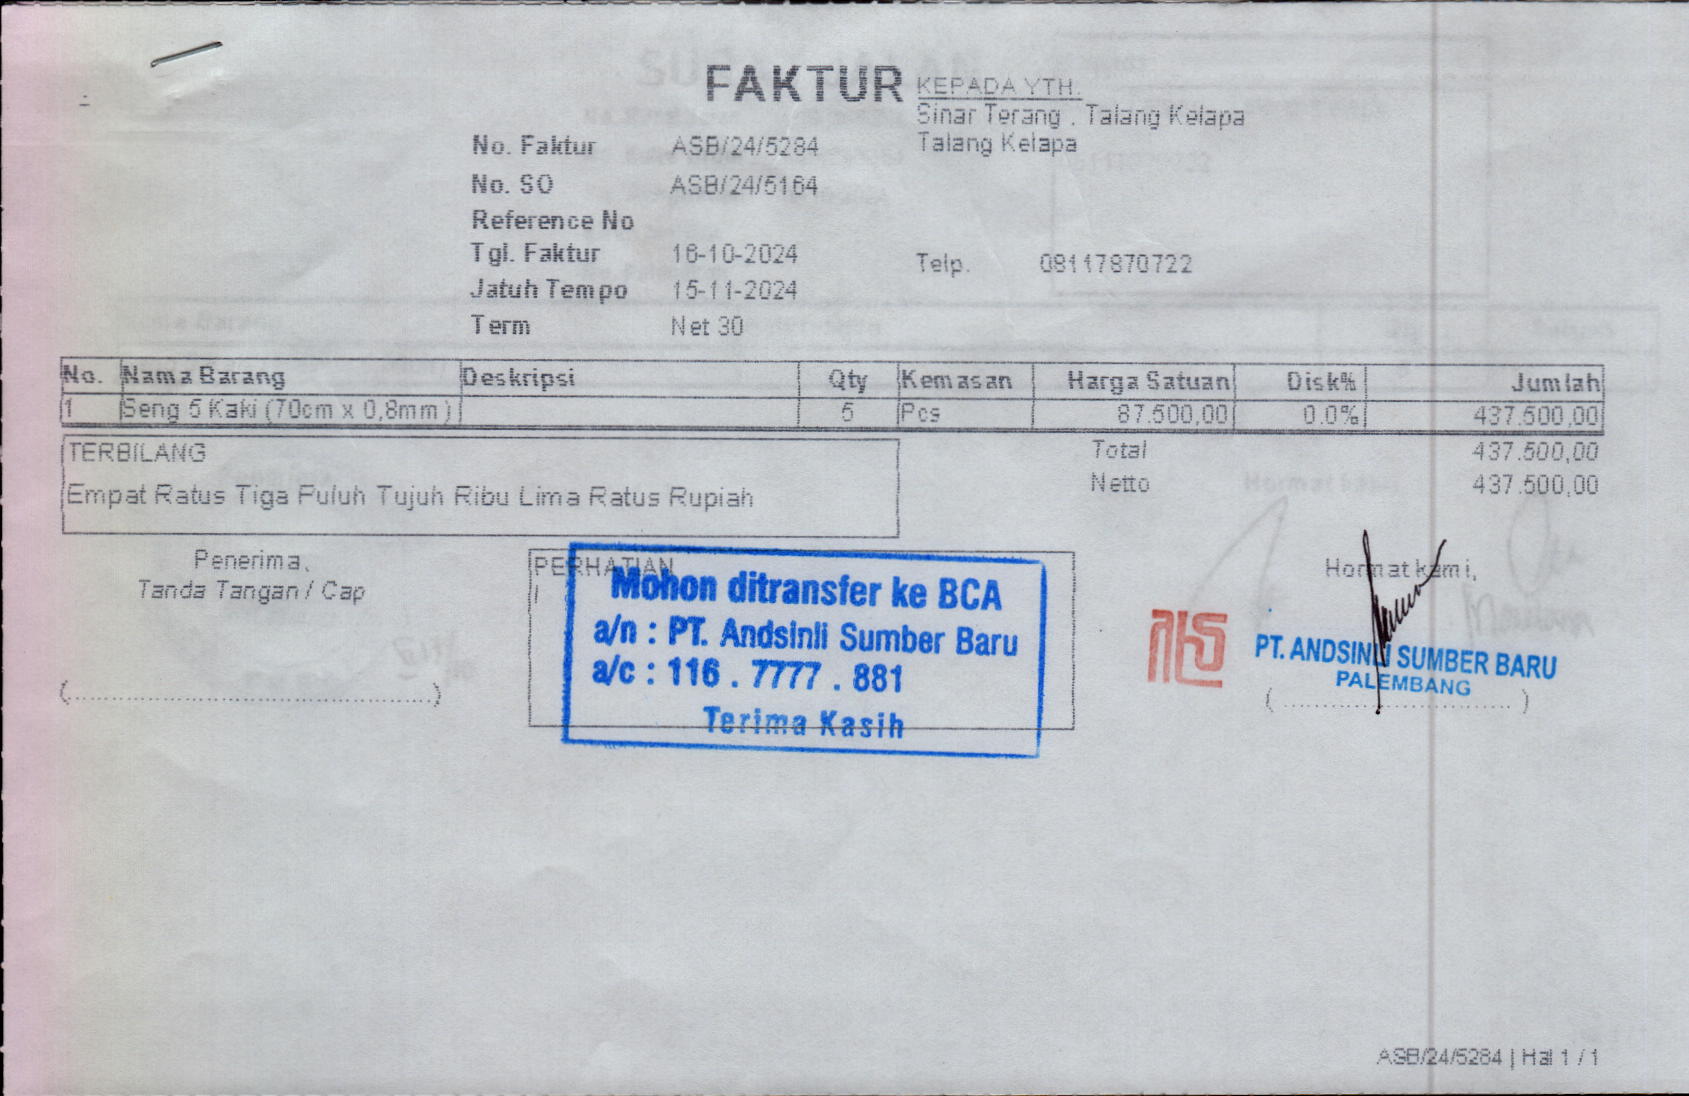 FAKTUR
KEPADA YTH.
Sinar Terang . Talang Kelapa
Talang Kelapa
No. Faktur ASB/24/5284
No. SO ASB/24/5164
Reference No
Tgl. Faktur 16-10-2024
Telp. 08117870722
Jatuh Tempo 15-11-2024
Term Net 30
No. Nama Barang Deskripsi Qty Kemasan Harga Satuan Disk% Jumlah
1 Seng 5 Kaki (70cm x 0,8mm) 5 Pcs 87.500,00 0.0% 437.500,00
TERBILANG
Empat Ratus Tiga Puluh Tujuh Ribu Lima Ratus Rupiah
Total 437.500,00
Netto 437.500,00
Penerima,
Tanda Tangan / Cap
(..............................)
PERHATIAN
Mohon ditransfer ke BCA
a/n : PT. Andsinli Sumber Baru
a/c : 116 . 7777 . 881
Terima Kasih
Hormat kami,
PT. ANDSINLI SUMBER BARU
PALEMBANG
(..............................)
ASB/24/5284 | Hal 1 / 1